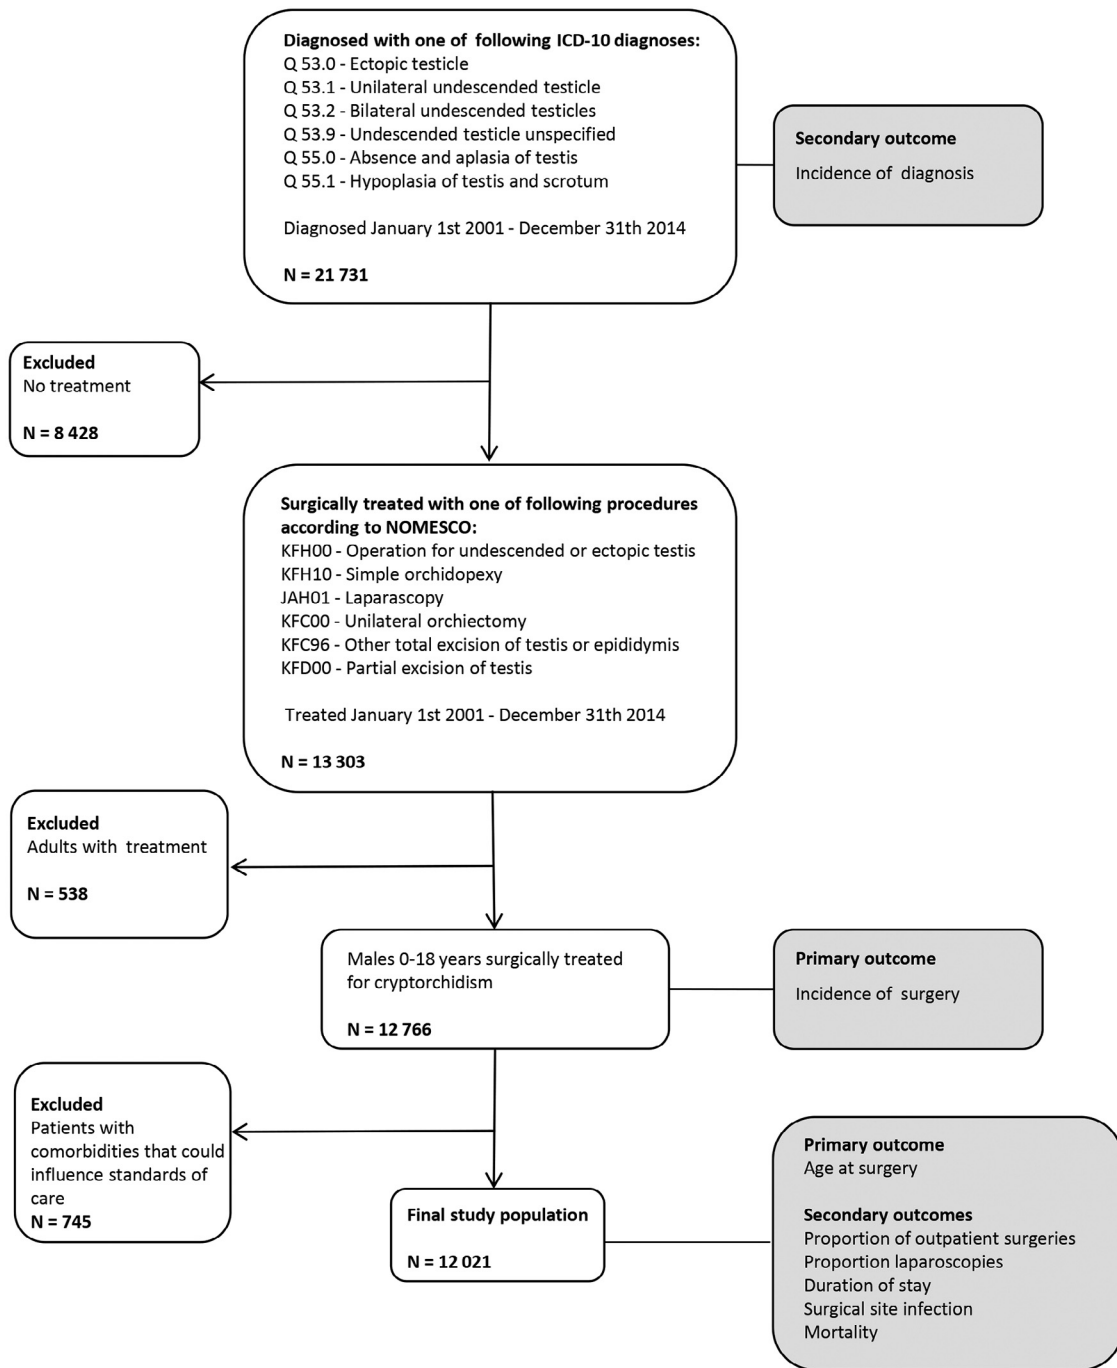 Diagnosed with one of following ICD-10 diagnoses:
Q 53.0 - Ectopic testicle
Q 53.1 - Unilateral undescended testicle
Q 53.2 - Bilateral undescended testicles
Q 53.9 - Undescended testicle unspecified
Q 55.0 - Absence and aplasia of testis
Q 55.1 - Hypoplasia of testis and scrotum
Diagnosed January 1st 2001 - December 31th 2014
N = 21 731
Secondary outcome
Incidence of diagnosis
Excluded
No treatment
N = 8 428
Surgically treated with one of following procedures
according to NOMESCO:
KFH00 - Operation for undescended or ectopic testis
KFH10 - Simple orchidopexy
JAH01 - Laparascopy
KFC00 - Unilateral orchiectomy
KFC96 - Other total excision of testis or epididymis
KFD00 - Partial excision of testis
Treated January 1st 2001 - December 31th 2014
N = 13 303
Excluded
Adults with treatment
N = 538
Males 0-18 years surgically treated
for cryptorchidism
N = 12 766
Primary outcome
Incidence of surgery
Excluded
Patients with
comorbidities that could
influence standards of
care
N = 745
Final study population
N = 12 021
Primary outcome
Age at surgery
Secondary outcomes
Proportion of outpatient surgeries
Proportion laparoscopies
Duration of stay
Surgical site infection
Mortality